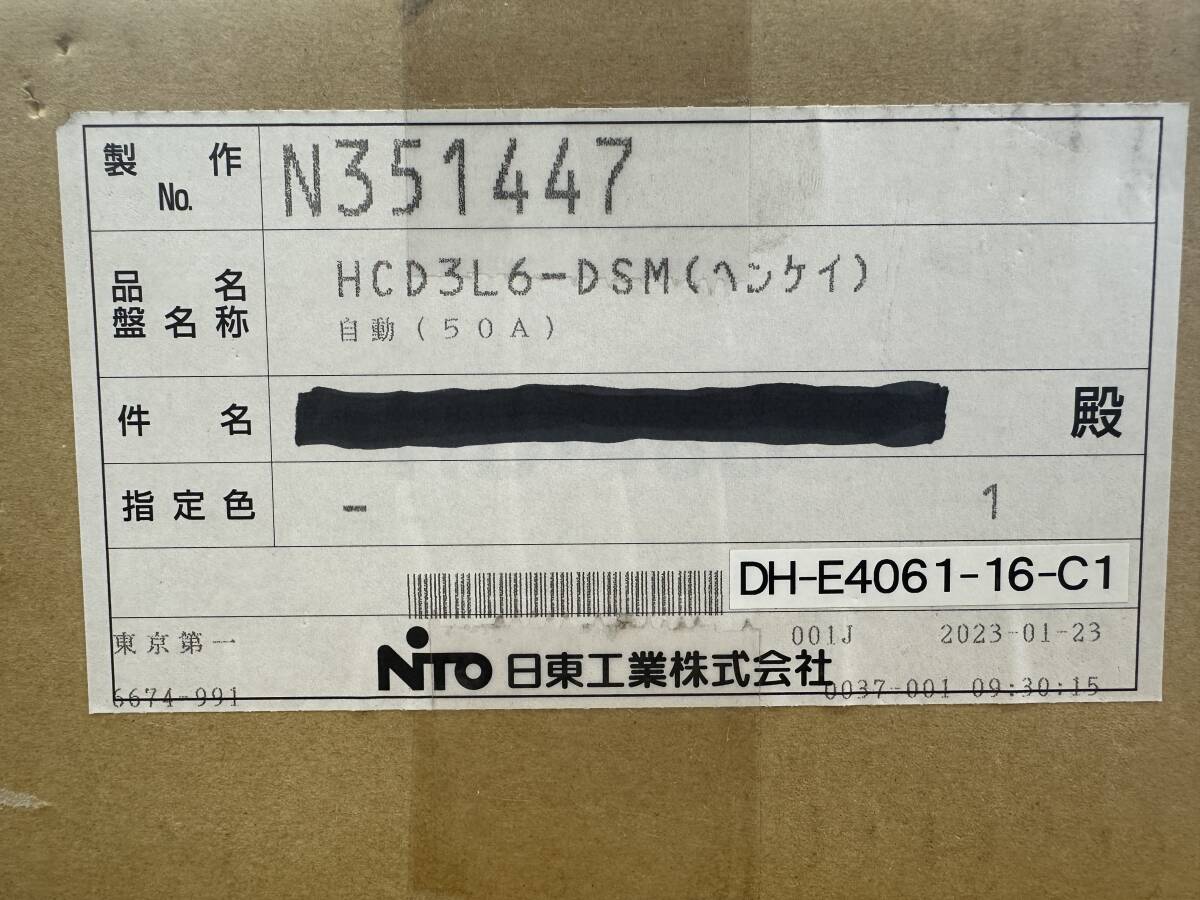 製作No.
N351447
品名
盤名称
HCD3L6-DSM(ヘンケイ)
自動(50A)
件名
殿
指定色
-
1
DH-E4061-16-C1
東京第一
001J 2023-01-23
NITO 日東工業株式会社
6674-991
0037-001 09:30:15